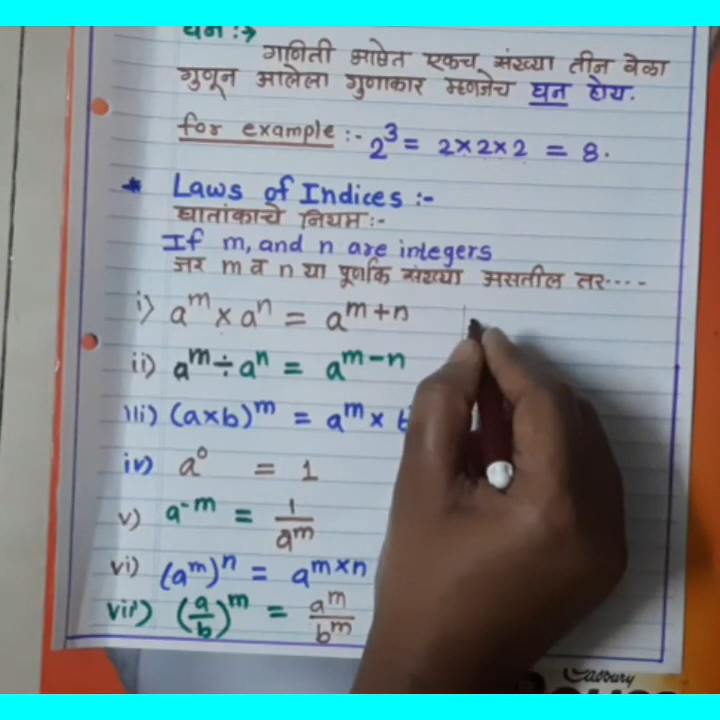 घन :→
गणिती भाषेत एकच संख्या तीन वेळा
गुणून आलेला गुणाकार म्हणजेच घन होय.
for example :- 2³ = 2×2×2 = 8.
* Laws of Indices :-
घातांकाचे नियम :-
If m, and n are integers
जर m व n या पूर्णांक संख्या असतील तर----
i) aᵐ × aⁿ = aᵐ⁺ⁿ
ii) aᵐ ÷ aⁿ = aᵐ⁻ⁿ
iii) (a×b)ᵐ = aᵐ × b
iv) a⁰ = 1
v) a⁻ᵐ = 1/aᵐ
vi) (aᵐ)ⁿ = aᵐˣⁿ
vii) (a/b)ᵐ = aᵐ/bᵐ
Cadbury